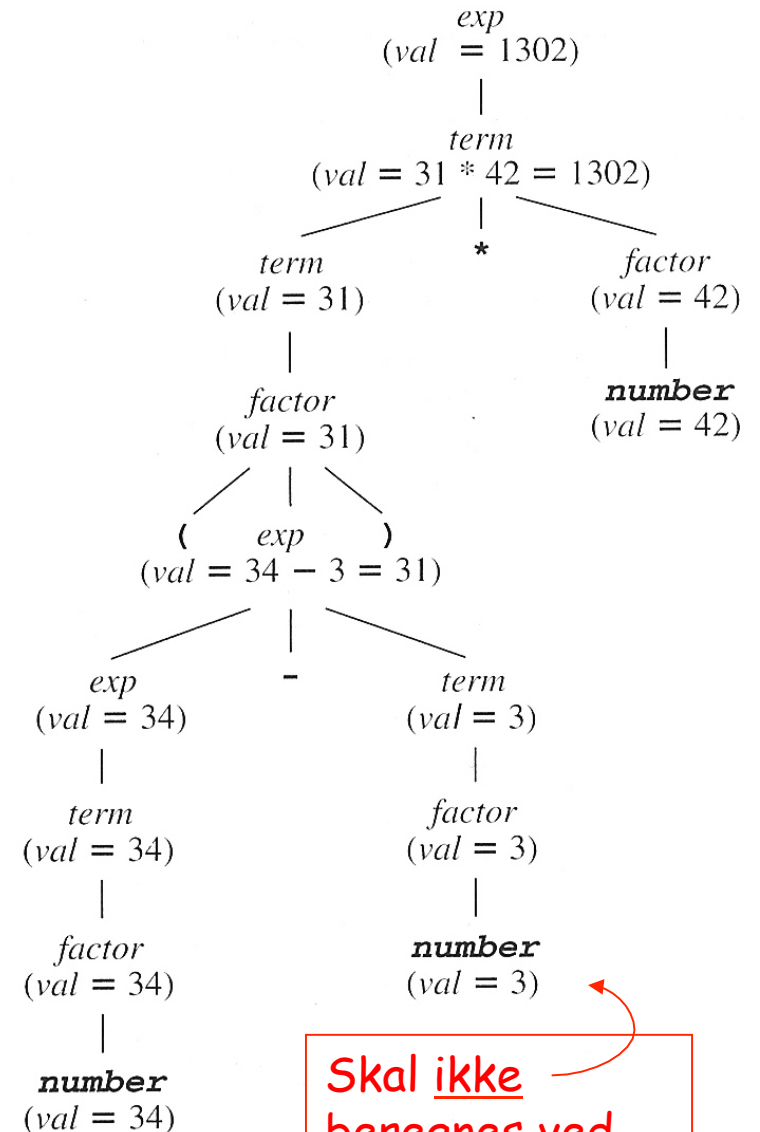 exp
(val = 1302)
term
(val = 31 * 42 = 1302)
term * factor
(val = 31) (val = 42)
factor number
(val = 31) (val = 42)
( exp )
(val = 34 − 3 = 31)
exp - term
(val = 34) (val = 3)
term factor
(val = 34) (val = 3)
factor number
(val = 34) (val = 3)
number
(val = 34)
Skal ikke
beregnes ved